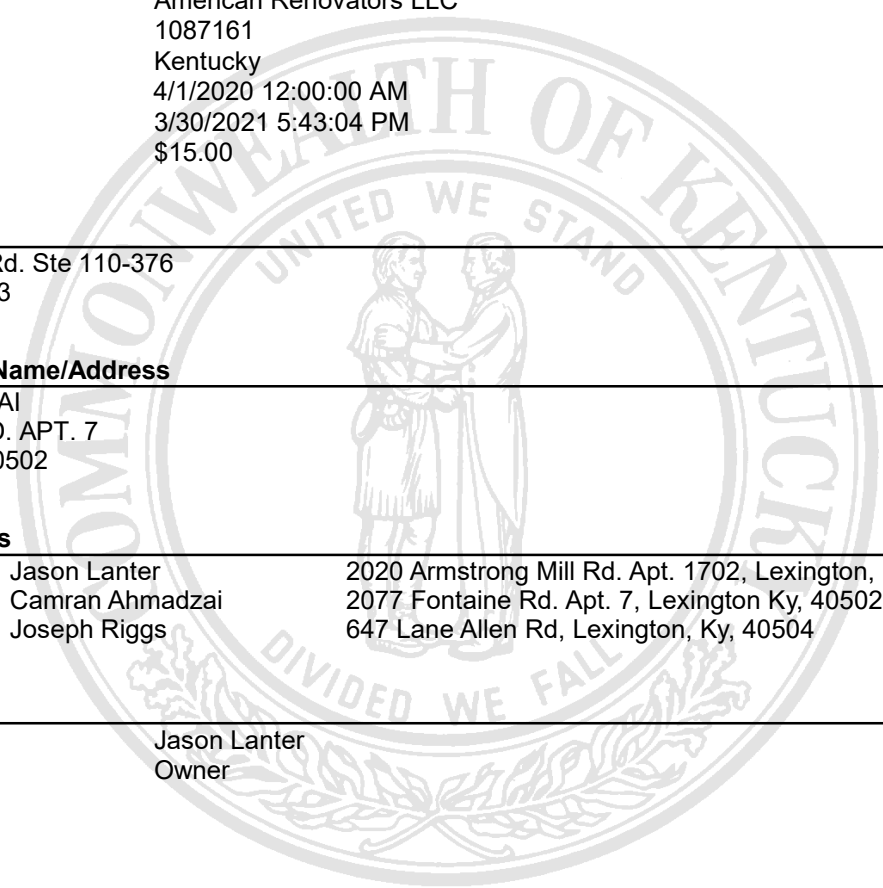 American Renovators LLC
1087161
Kentucky
4/1/2020 12:00:00 AM
3/30/2021 5:43:04 PM
$15.00
Rd. Ste 110-376
3
Name/Address
AI
D. APT. 7
0502
s
Jason Lanter 2020 Armstrong Mill Rd. Apt. 1702, Lexington,
Camran Ahmadzai 2077 Fontaine Rd. Apt. 7, Lexington Ky, 40502
Joseph Riggs 647 Lane Allen Rd, Lexington, Ky, 40504
Jason Lanter
Owner
COMMONWEALTH OF KENTUCKY
UNITED WE STAND
DIVIDED WE FALL